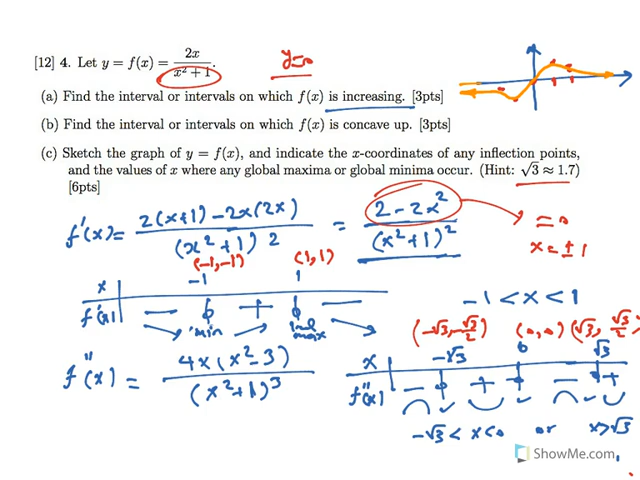 [12] 4. Let y = f(x) = 2x / (x² + 1). y=0
(a) Find the interval or intervals on which f(x) is increasing. [3pts]
(b) Find the interval or intervals on which f(x) is concave up. [3pts]
(c) Sketch the graph of y = f(x), and indicate the x-coordinates of any inflection points,
and the values of x where any global maxima or global minima occur. (Hint: √3 ≈ 1.7)
[6pts]
f'(x) = (2(x+1) - 2x(2x)) / (x²+1)² = (2 - 2x²) / (x²+1)² = 0
x = ±1
(-1, -1) (1, 1)
x -1 1
f'(x) − 0 + 0 − -1 < x < 1
min max
(-√3, -√3/2) (0, 0) (√3, √3/2)
f''(x) = 4x(x²-3) / (x²+1)³
x -√3 0 √3
f''(x) − 0 + 0 − 0 +
-√3 < x < 0 or x > √3
ShowMe.com